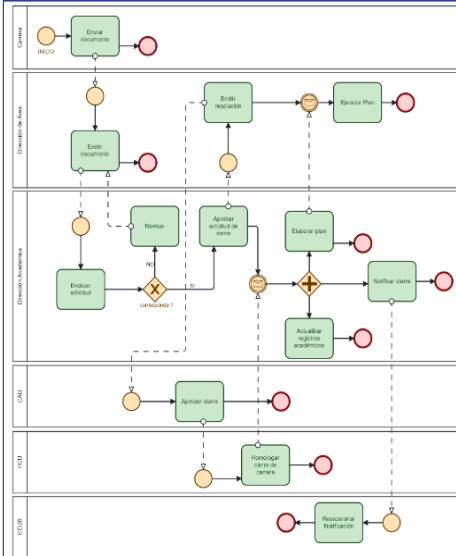 Carrera
INICIO
Enviar
documento
Dirección de Área
Emitir
documento
Emitir
resolución
Ejecutar Plan
Dirección Académica
Evaluar
solicitud
Revisar
NO
corresponde ?
SI
Aprobar
solicitud de
cierre
Elaborar plan
Actualizar
registros
académicos
Notificar cierre
CAU
Aprobar cierre
HCU
Homologar
cierre de
carrera
CEUB
Resepsionar
Notificación